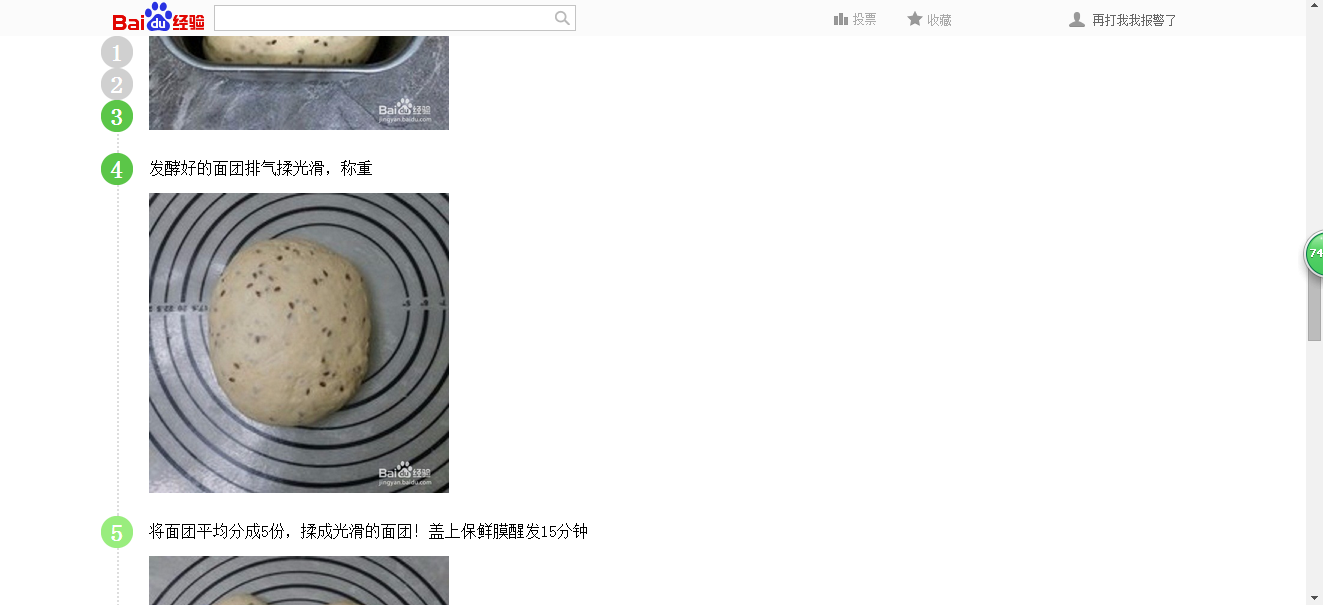 Bai du 经验
投票
收藏
再打我我报警了
1
2
3
Bai du 经验
jingyan.baidu.com
4
发酵好的面团排气揉光滑，称重
Bai du 经验
jingyan.baidu.com
5
将面团平均分成5份，揉成光滑的面团！盖上保鲜膜醒发15分钟
74